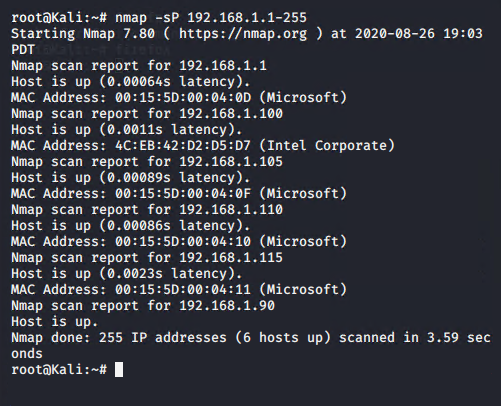 root@Kali:~# nmap -sP 192.168.1.1-255
Starting Nmap 7.80 ( https://nmap.org ) at 2020-08-26 19:03
PDT
Nmap scan report for 192.168.1.1
Host is up (0.00064s latency).
MAC Address: 00:15:5D:00:04:0D (Microsoft)
Nmap scan report for 192.168.1.100
Host is up (0.0011s latency).
MAC Address: 4C:EB:42:D2:D5:D7 (Intel Corporate)
Nmap scan report for 192.168.1.105
Host is up (0.00089s latency).
MAC Address: 00:15:5D:00:04:0F (Microsoft)
Nmap scan report for 192.168.1.110
Host is up (0.00086s latency).
MAC Address: 00:15:5D:00:04:10 (Microsoft)
Nmap scan report for 192.168.1.115
Host is up (0.0023s latency).
MAC Address: 00:15:5D:00:04:11 (Microsoft)
Nmap scan report for 192.168.1.90
Host is up.
Nmap done: 255 IP addresses (6 hosts up) scanned in 3.59 sec
onds
root@Kali:~#